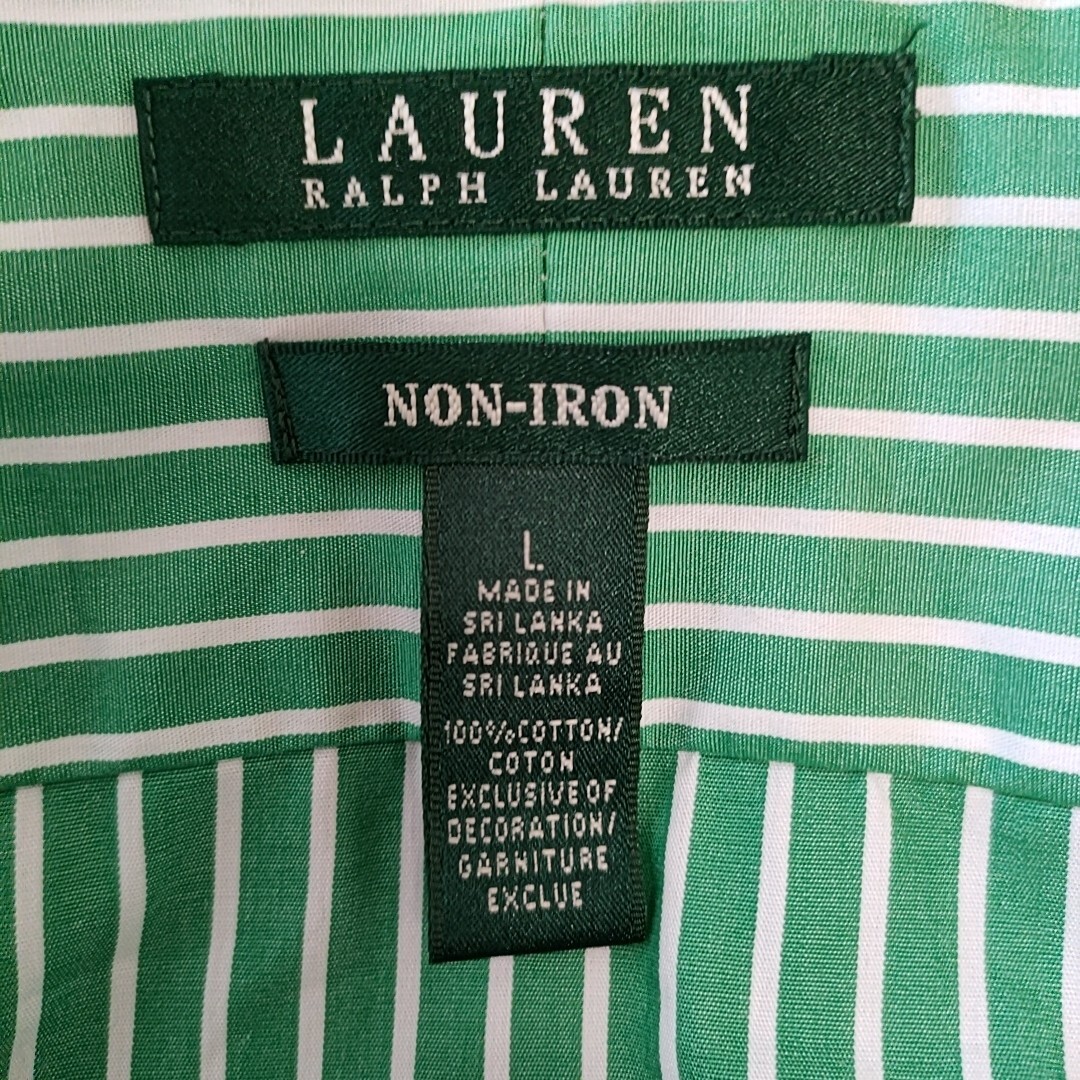 LAUREN
RALPH LAUREN
NON-IRON
L
MADE IN
SRI LANKA
FABRIQUE AU
SRI LANKA
100%COTTON/
COTON
EXCLUSIVE OF
DECORATION/
GARNITURE
EXCLUE